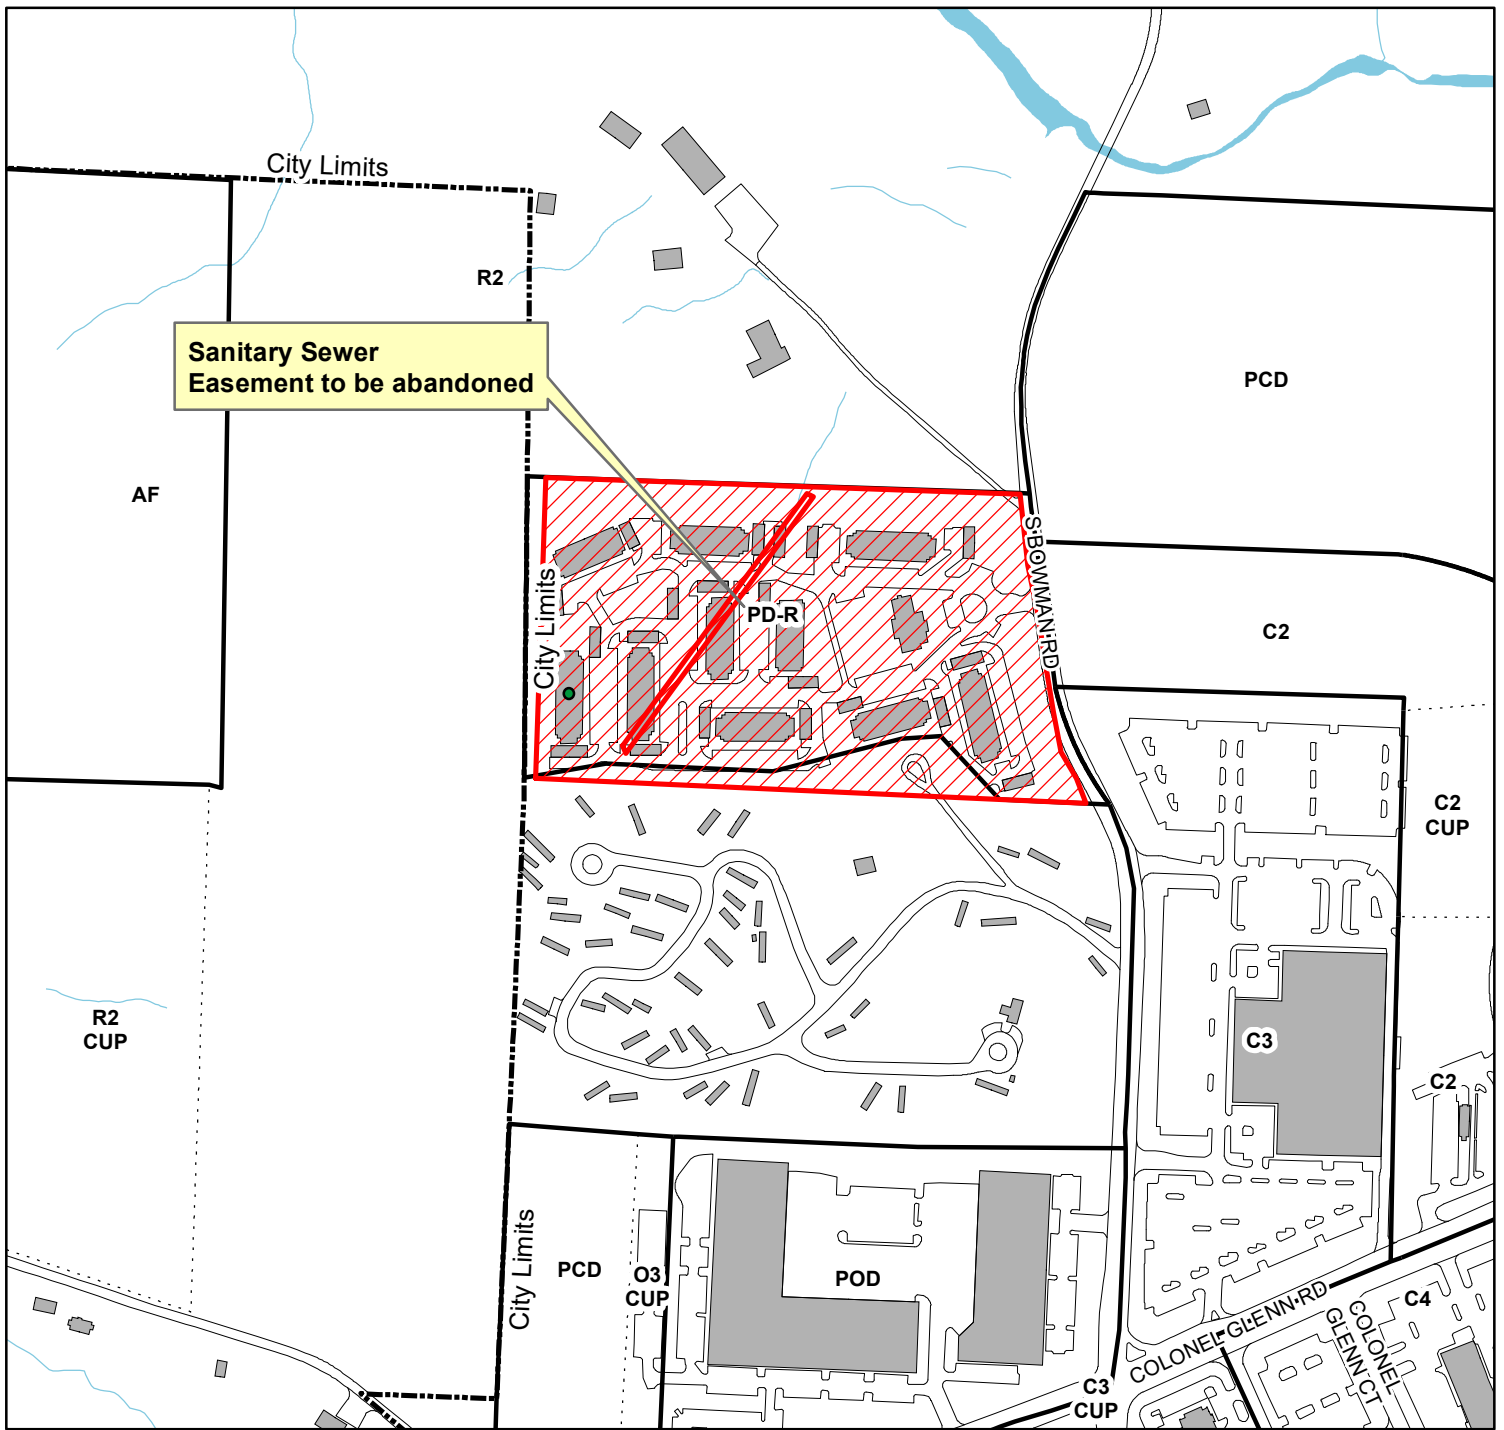 City Limits
R2
Sanitary Sewer
Easement to be abandoned
PCD
AF
S BOWMAN RD
City Limits
PD-R
C2
C2
CUP
R2
CUP
C3
C2
City Limits
PCD
O3
CUP
POD
COLONEL GLENN RD
C4
COLONEL
GLENN CT
C3
CUP